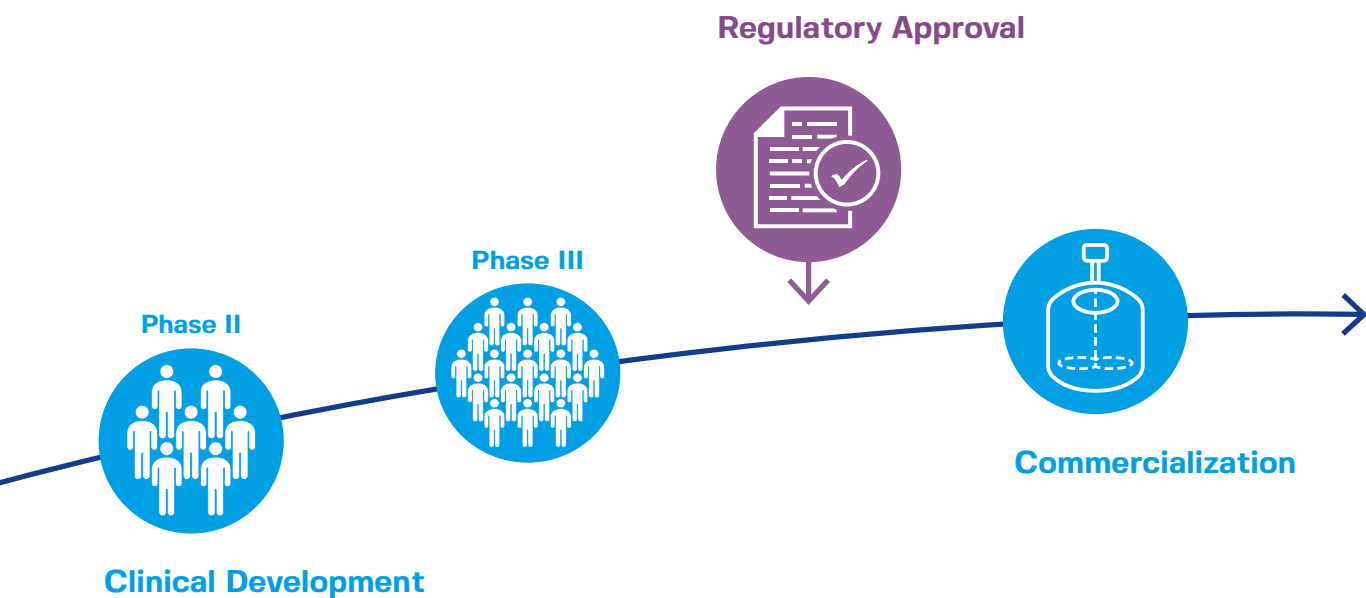 Regulatory Approval
Phase III
Phase II
Commercialization
Clinical Development